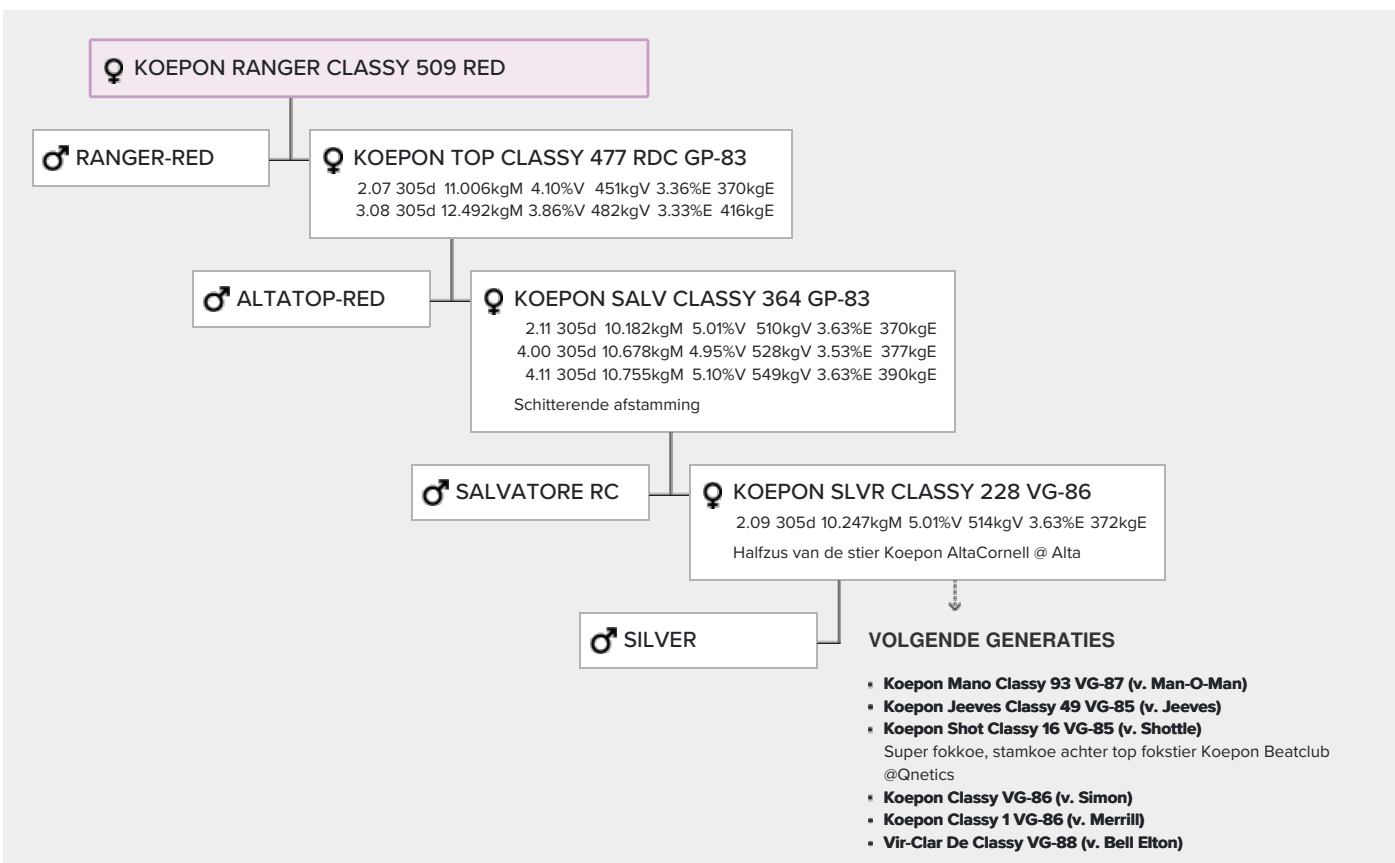 KOEPON RANGER CLASSY 509 RED
RANGER-RED
KOEPON TOP CLASSY 477 RDC GP-83
2.07 305d 11.006kgM 4.10%V 451kgV 3.36%E 370kgE
3.08 305d 12.492kgM 3.86%V 482kgV 3.33%E 416kgE
ALTATOP-RED
KOEPON SALV CLASSY 364 GP-83
2.11 305d 10.182kgM 5.01%V 510kgV 3.63%E 370kgE
4.00 305d 10.678kgM 4.95%V 528kgV 3.53%E 377kgE
4.11 305d 10.755kgM 5.10%V 549kgV 3.63%E 390kgE
Schitterende afstamming
SALVATORE RC
KOEPON SLVR CLASSY 228 VG-86
2.09 305d 10.247kgM 5.01%V 514kgV 3.63%E 372kgE
Halfzus van de stier Koepon AltaCornell @ Alta
SILVER
VOLGENDE GENERATIES
Koepon Mano Classy 93 VG-87 (v. Man-O-Man)
Koepon Jeeves Classy 49 VG-85 (v. Jeeves)
Koepon Shot Classy 16 VG-85 (v. Shottle)
Super fokkoe, stamkoe achter top fokstier Koepon Beatclub
@Qnetics
Koepon Classy VG-86 (v. Simon)
Koepon Classy 1 VG-86 (v. Merrill)
Vir-Clar De Classy VG-88 (v. Bell Elton)